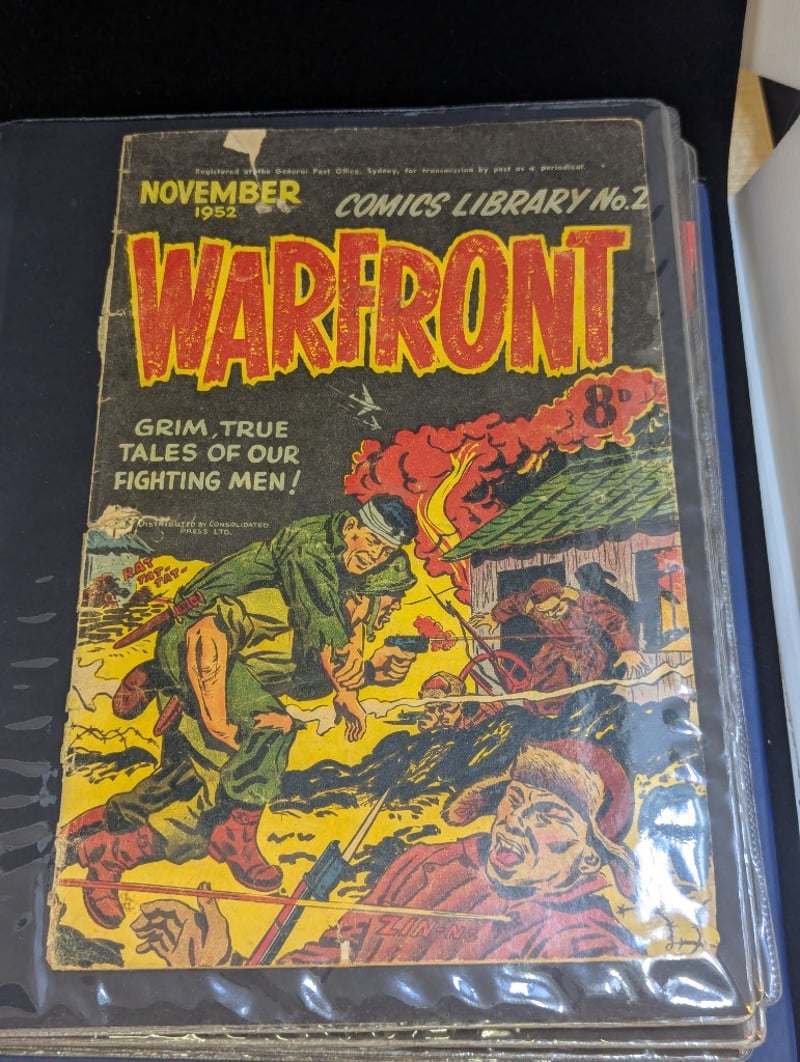 Registered at the General Post Office, Sydney, for transmission by post as a periodical.
NOVEMBER
1952
COMICS LIBRARY No.2
WARFRONT
8D
GRIM, TRUE
TALES OF OUR
FIGHTING MEN!
DISTRIBUTED BY CONSOLIDATED
PRESS LTD.
RAT
TAT-
TAT-
ZIN-NG